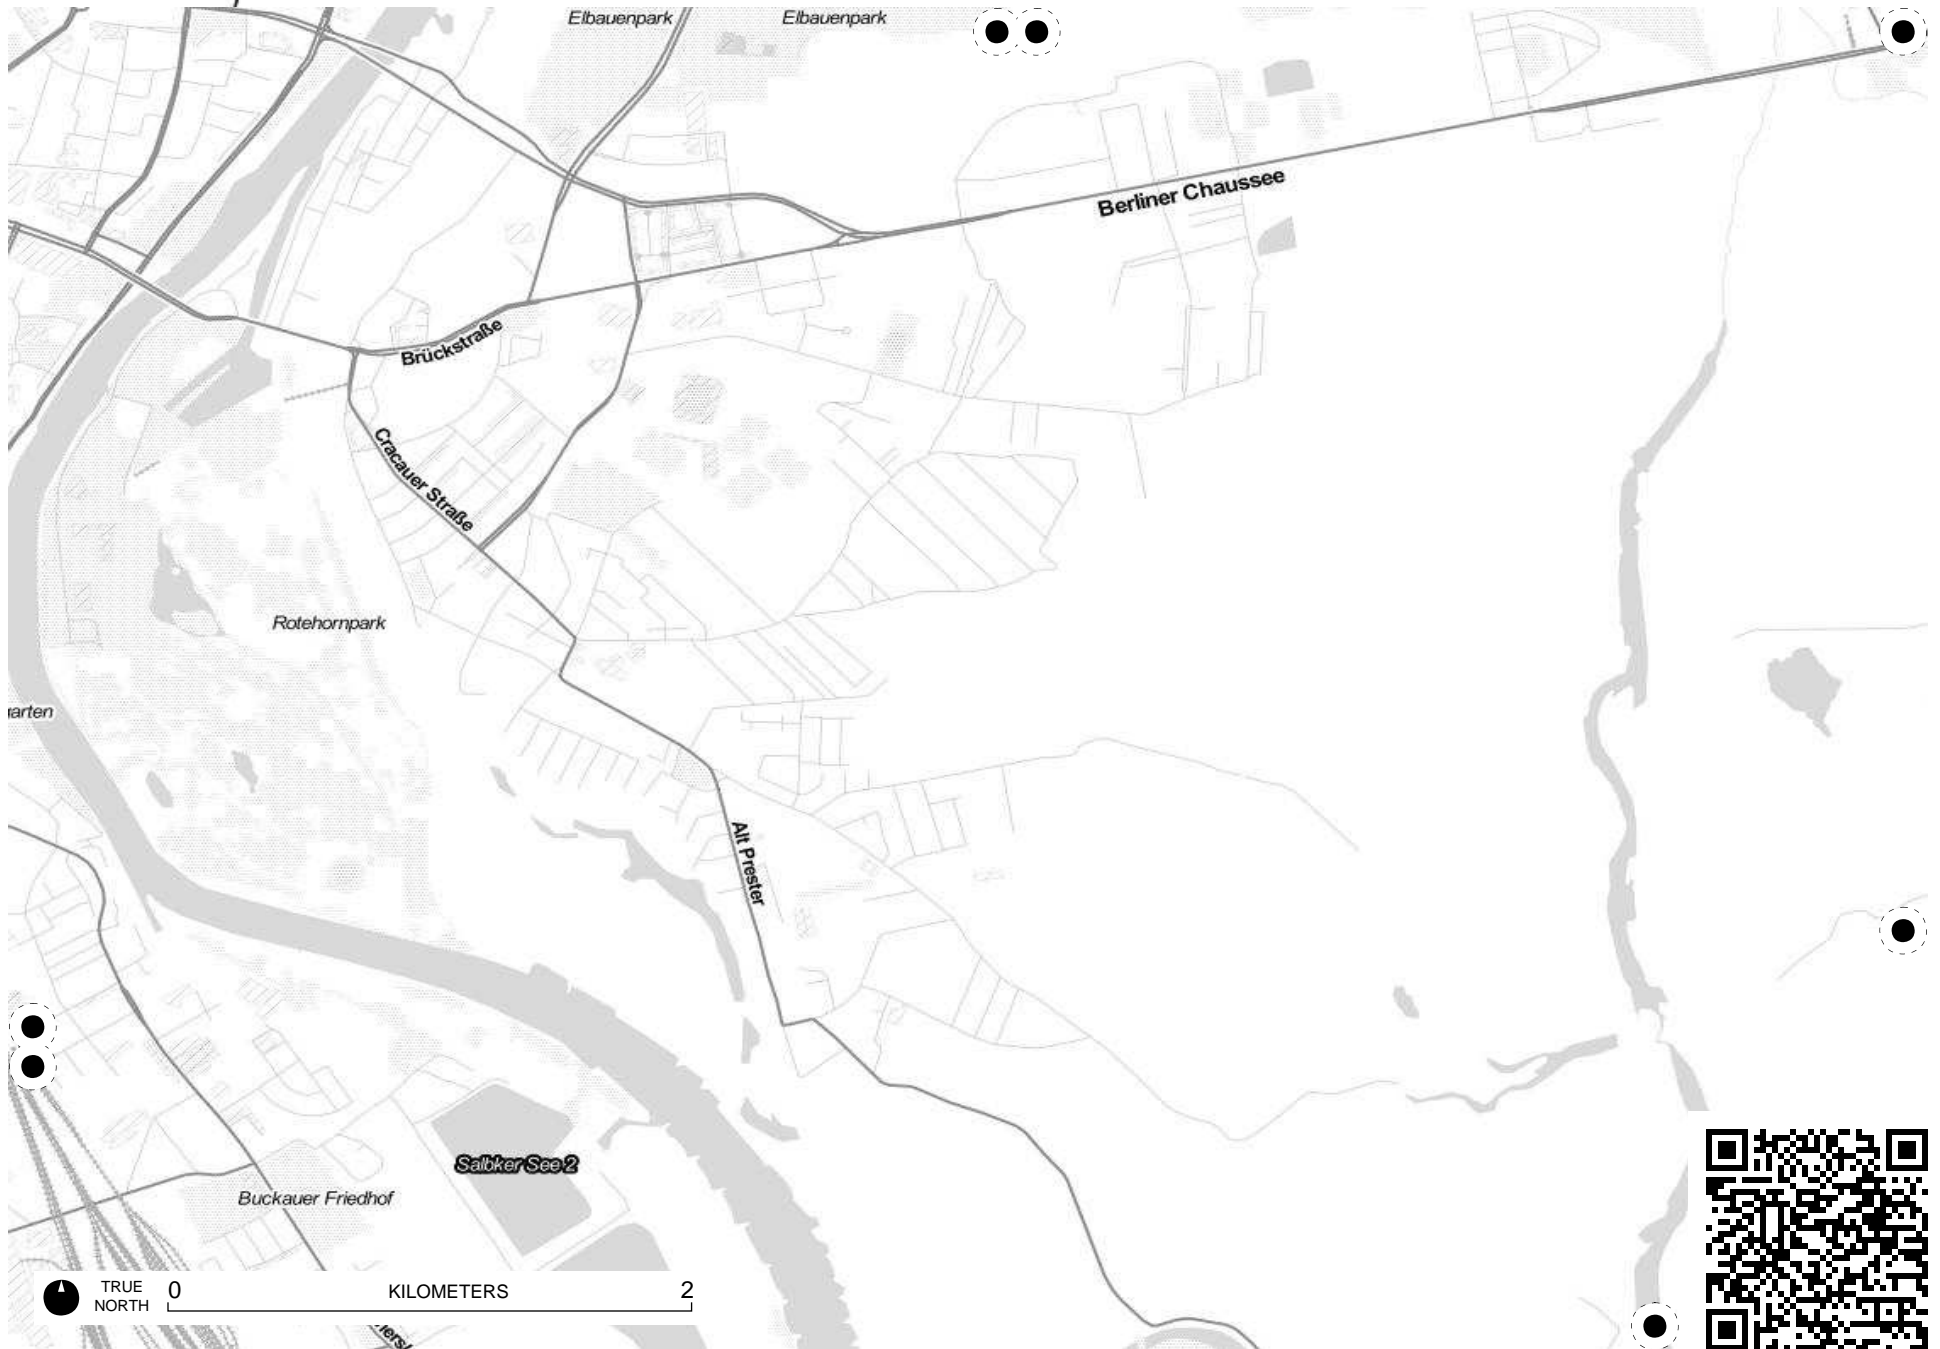 Elbauenpark
Elbauenpark
Berliner Chaussee
Brückstraße
Cracauer Straße
Rotehornpark
Alt Prester
Salbker See 2
Buckauer Friedhof
TRUE
NORTH
0
KILOMETERS
2